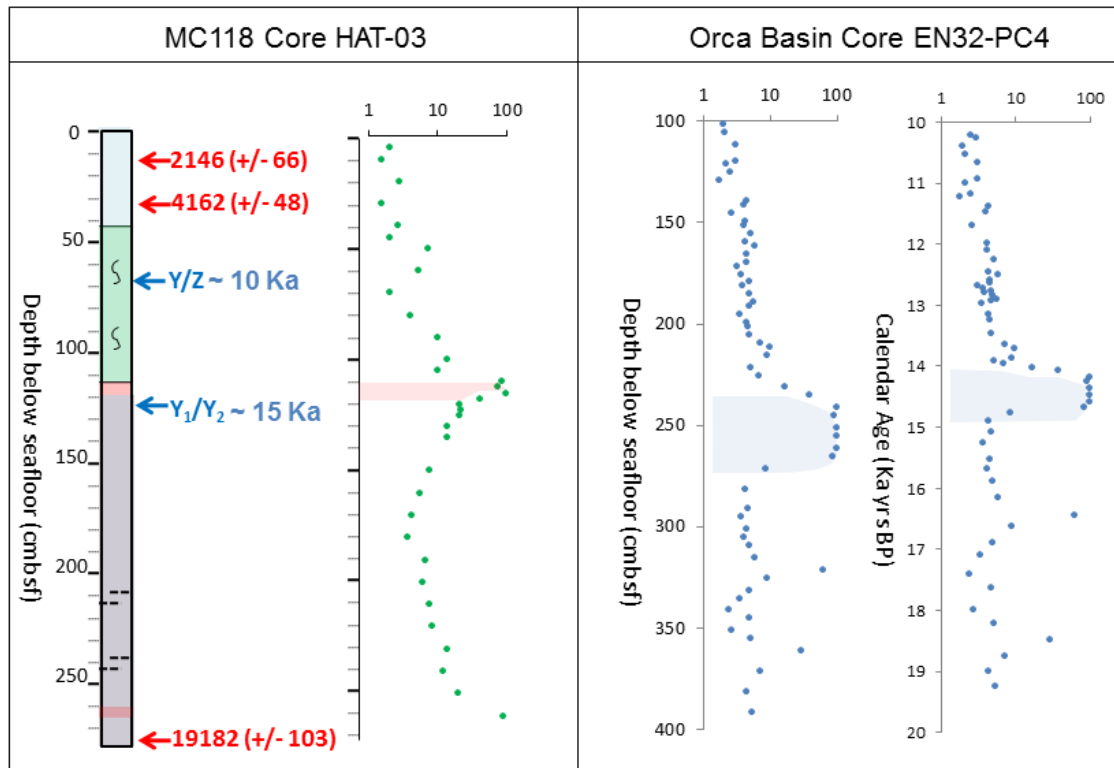 MC118 Core HAT-03
Orca Basin Core EN32-PC4
Depth below seafloor (cmbsf)
0
50
100
150
200
250
2146 (+/- 66)
4162 (+/- 48)
Y/Z ~ 10 Ka
Y1/Y2 ~ 15 Ka
19182 (+/- 103)
1 10 100
Depth below seafloor (cmbsf)
1 10 100
100
150
200
250
300
350
400
Calendar Age (Ka yrs BP)
1 10 100
10
11
12
13
14
15
16
17
18
19
20